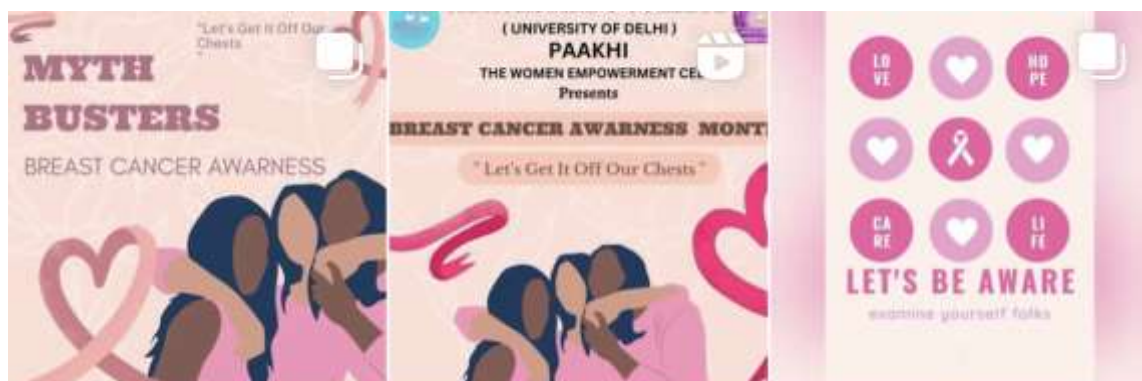 "Let's Get It Off Our
Chests
"
MYTH
BUSTERS
BREAST CANCER AWARNESS
( UNIVERSITY OF DELHI )
PAAKHI
THE WOMEN EMPOWERMENT CEL
Presents
BREAST CANCER AWARNESS MONT
" Let's Get It Off Our Chests "
LO
VE
HO
PE
CA
RE
LI
FE
LET'S BE AWARE
examine yourself folks